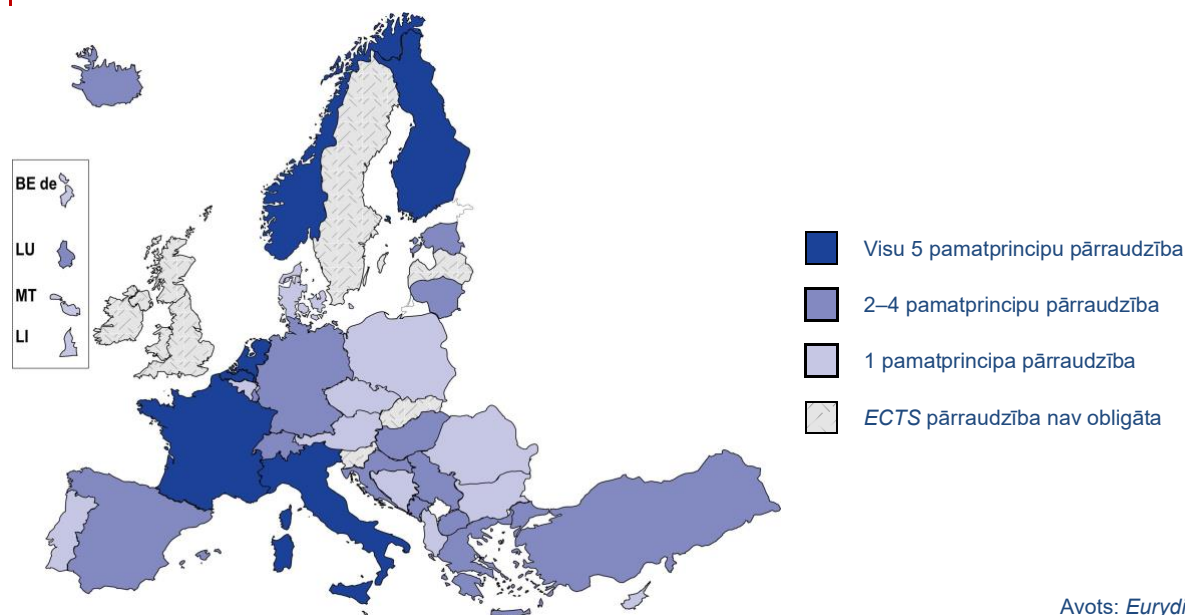 BE de
LU
MT
LI
Visu 5 pamatprincipu pārraudzība
2–4 pamatprincipu pārraudzība
1 pamatprincipa pārraudzība
ECTS pārraudzība nav obligāta
Avots: Eurydi